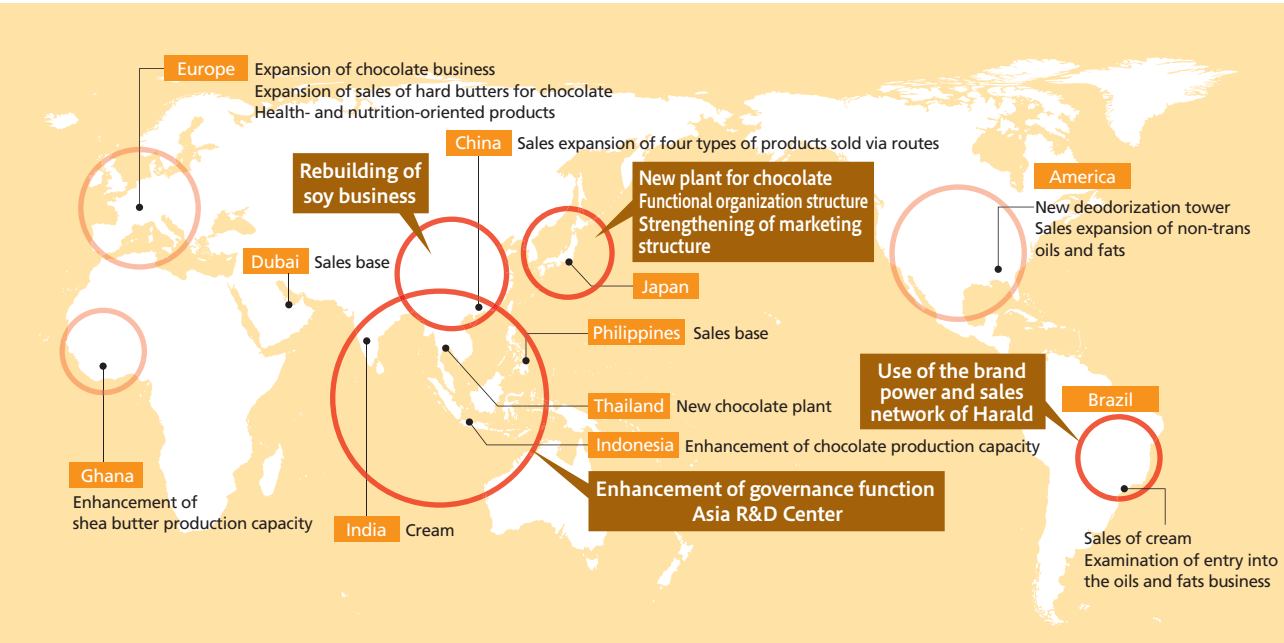 Europe
Expansion of chocolate business
Expansion of sales of hard butters for chocolate
Health- and nutrition-oriented products
China
Sales expansion of four types of products sold via routes
Rebuilding of
soy business
New plant for chocolate
Functional organization structure
Strengthening of marketing
structure
Japan
America
New deodorization tower
Sales expansion of non-trans
oils and fats
Dubai
Sales base
Philippines
Sales base
Thailand
New chocolate plant
Indonesia
Enhancement of chocolate production capacity
Enhancement of governance function
Asia R&D Center
Use of the brand
power and sales
network of Harald
Brazil
Sales of cream
Examination of entry into
the oils and fats business
Ghana
Enhancement of
shea butter production capacity
India
Cream